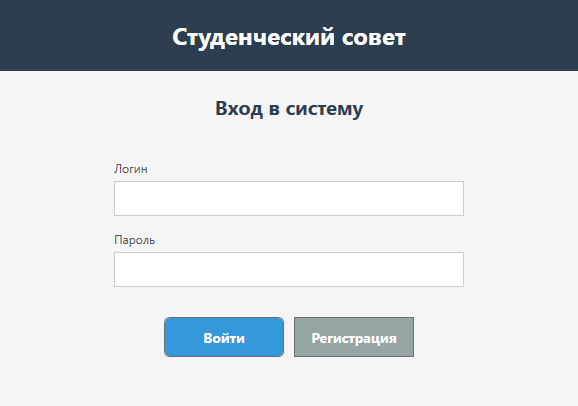 Студенческий совет
Вход в систему
Логин
Пароль
Войти
Регистрация